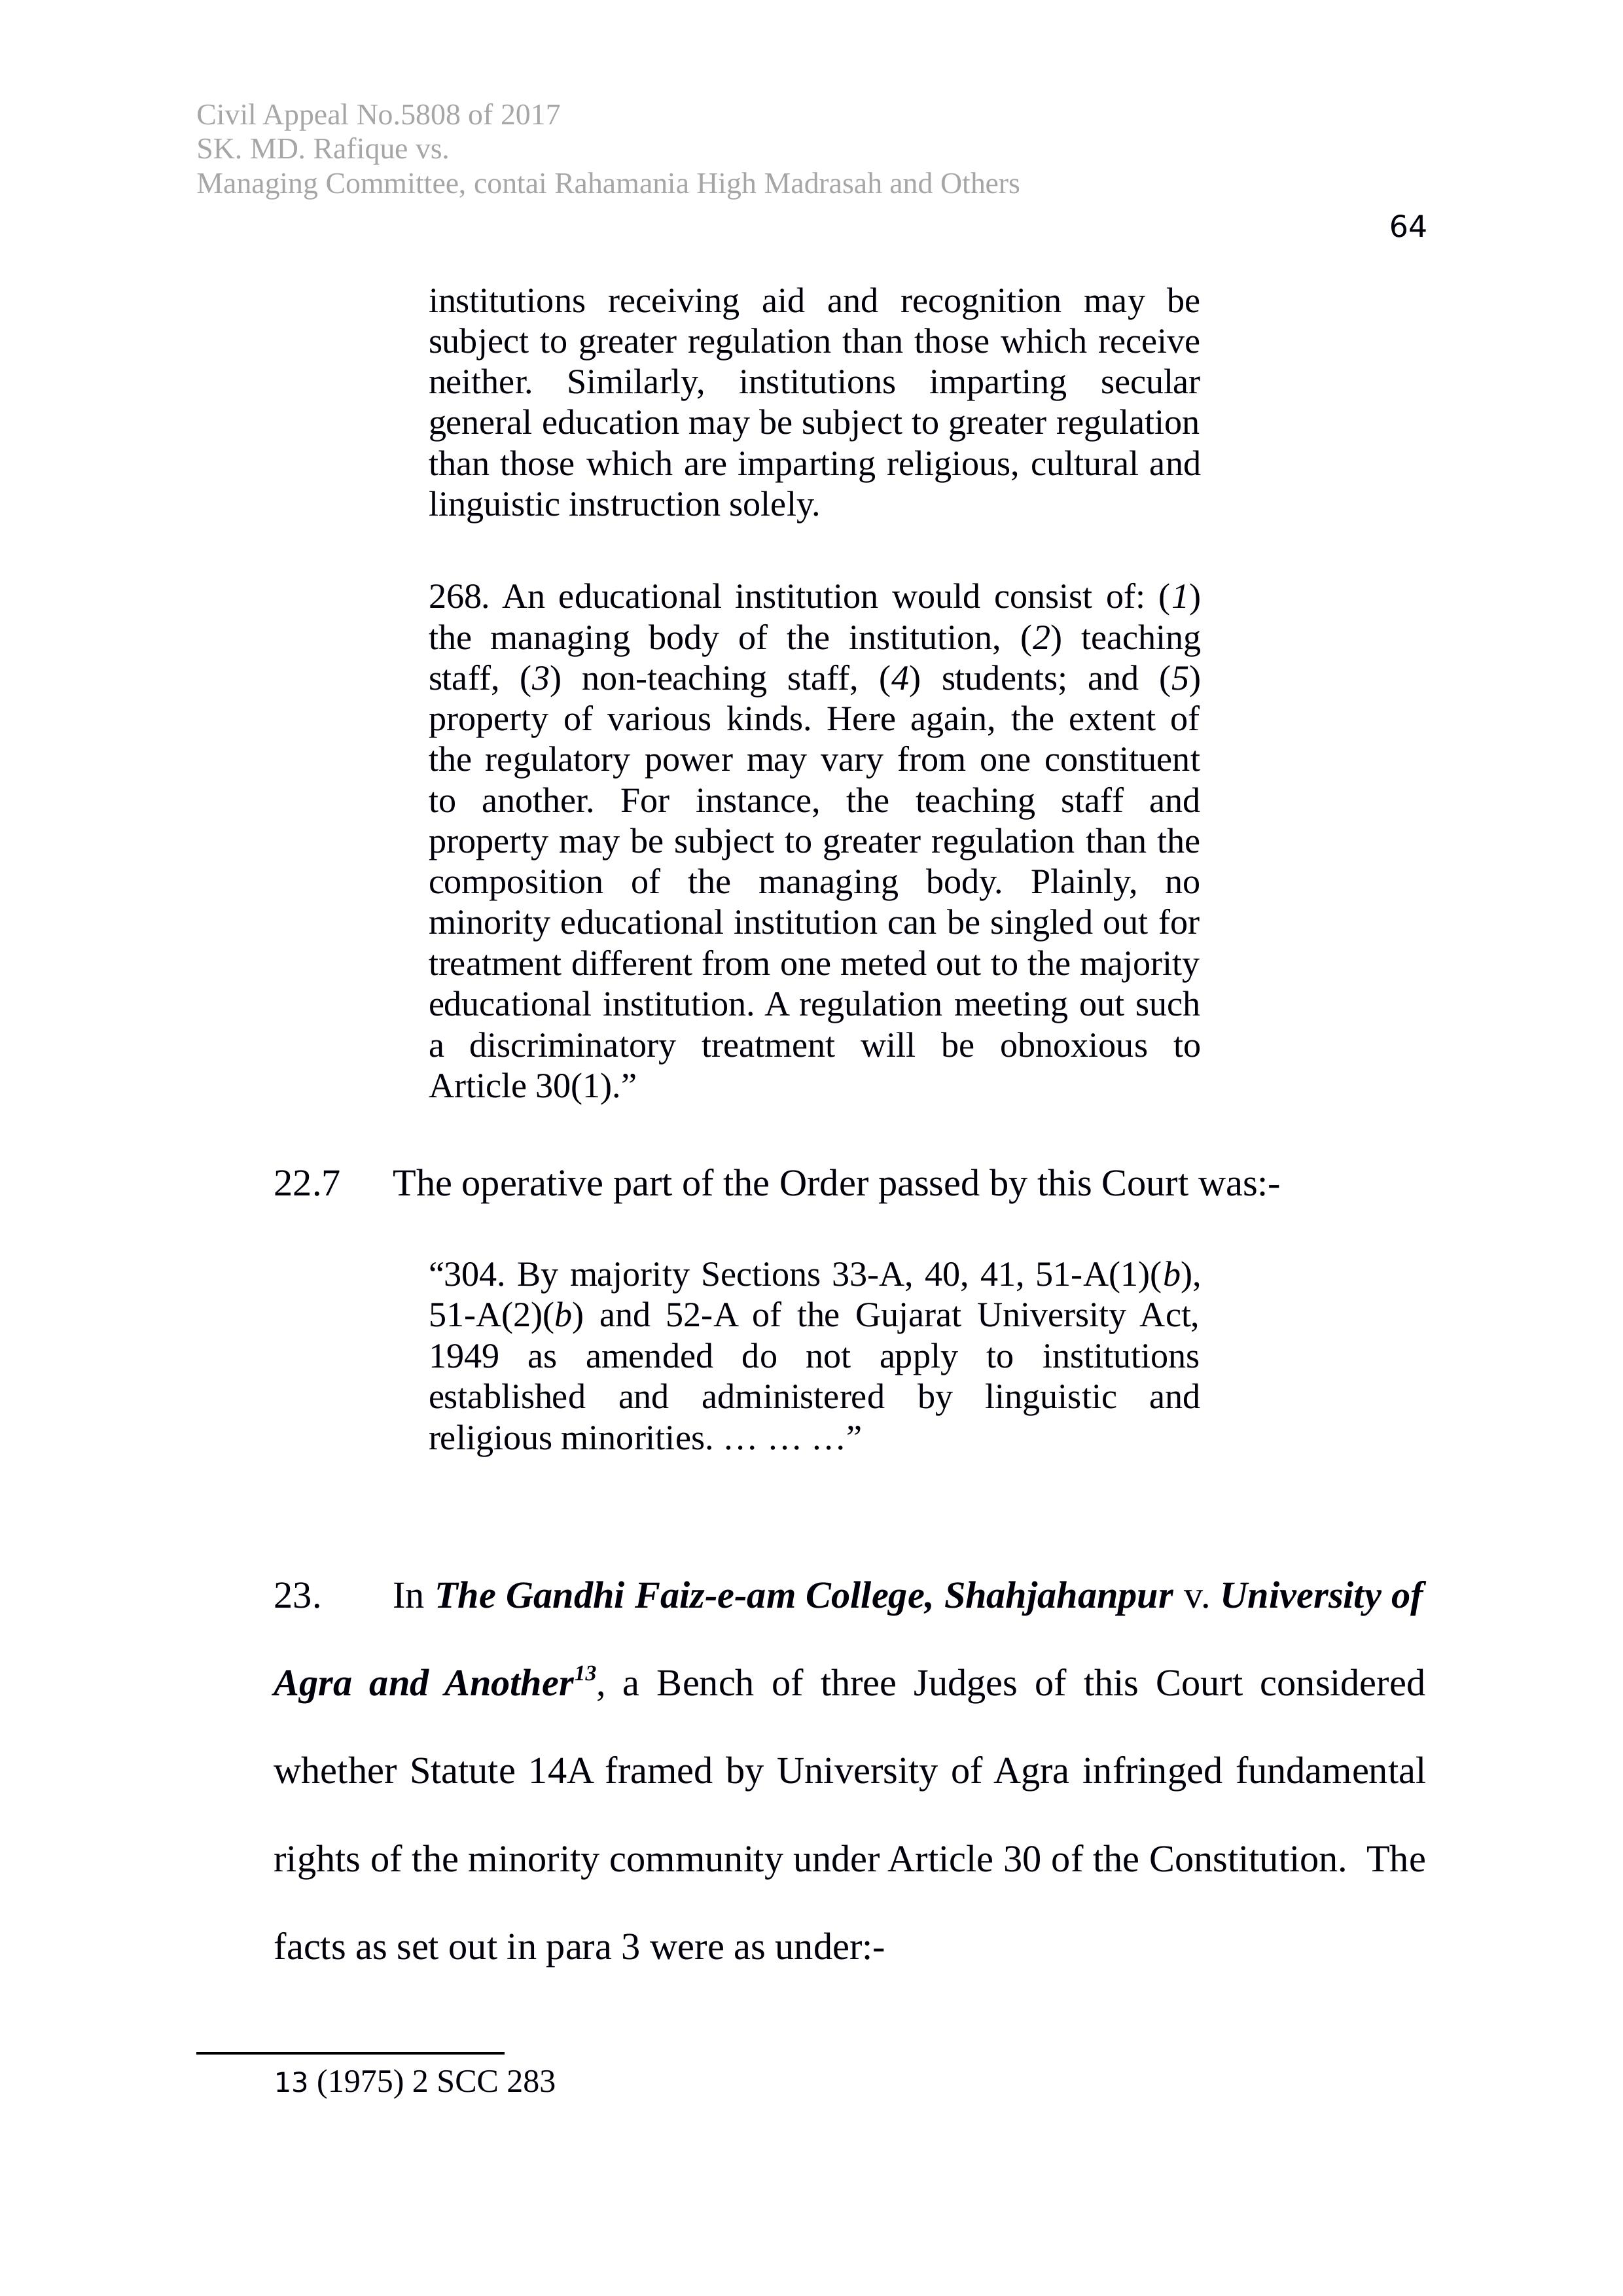 Civil Appeal No.5808 of 2017
SK. MD. Rafique vs.
Managing Committee, contai Rahamania High Madrasah and Others
64
institutions receiving aid and recognition may be
subject to greater regulation than those which receive
neither. Similarly, institutions imparting secular
general education may be subject to greater regulation
than those which are imparting religious, cultural and
linguistic instruction solely.
268. An educational institution would consist of: (1)
the managing body of the institution, (2) teaching
staff, (3) non-teaching staff, (4) students; and (5)
property of various kinds. Here again, the extent of
the regulatory power may vary from one constituent
to another. For instance, the teaching staff and
property may be subject to greater regulation than the
composition of the managing body. Plainly, no
minority educational institution can be singled out for
treatment different from one meted out to the majority
educational institution. A regulation meeting out such
a discriminatory treatment will be obnoxious to
Article 30(1).”
22.7 The operative part of the Order passed by this Court was:-
“304. By majority Sections 33-A, 40, 41, 51-A(1)(b),
51-A(2)(b) and 52-A of the Gujarat University Act,
1949 as amended do not apply to institutions
established and administered by linguistic and
religious minorities. … … …”
23. In The Gandhi Faiz-e-am College, Shahjahanpur v. University of
Agra and Another13, a Bench of three Judges of this Court considered
whether Statute 14A framed by University of Agra infringed fundamental
rights of the minority community under Article 30 of the Constitution. The
facts as set out in para 3 were as under:-
13 (1975) 2 SCC 283